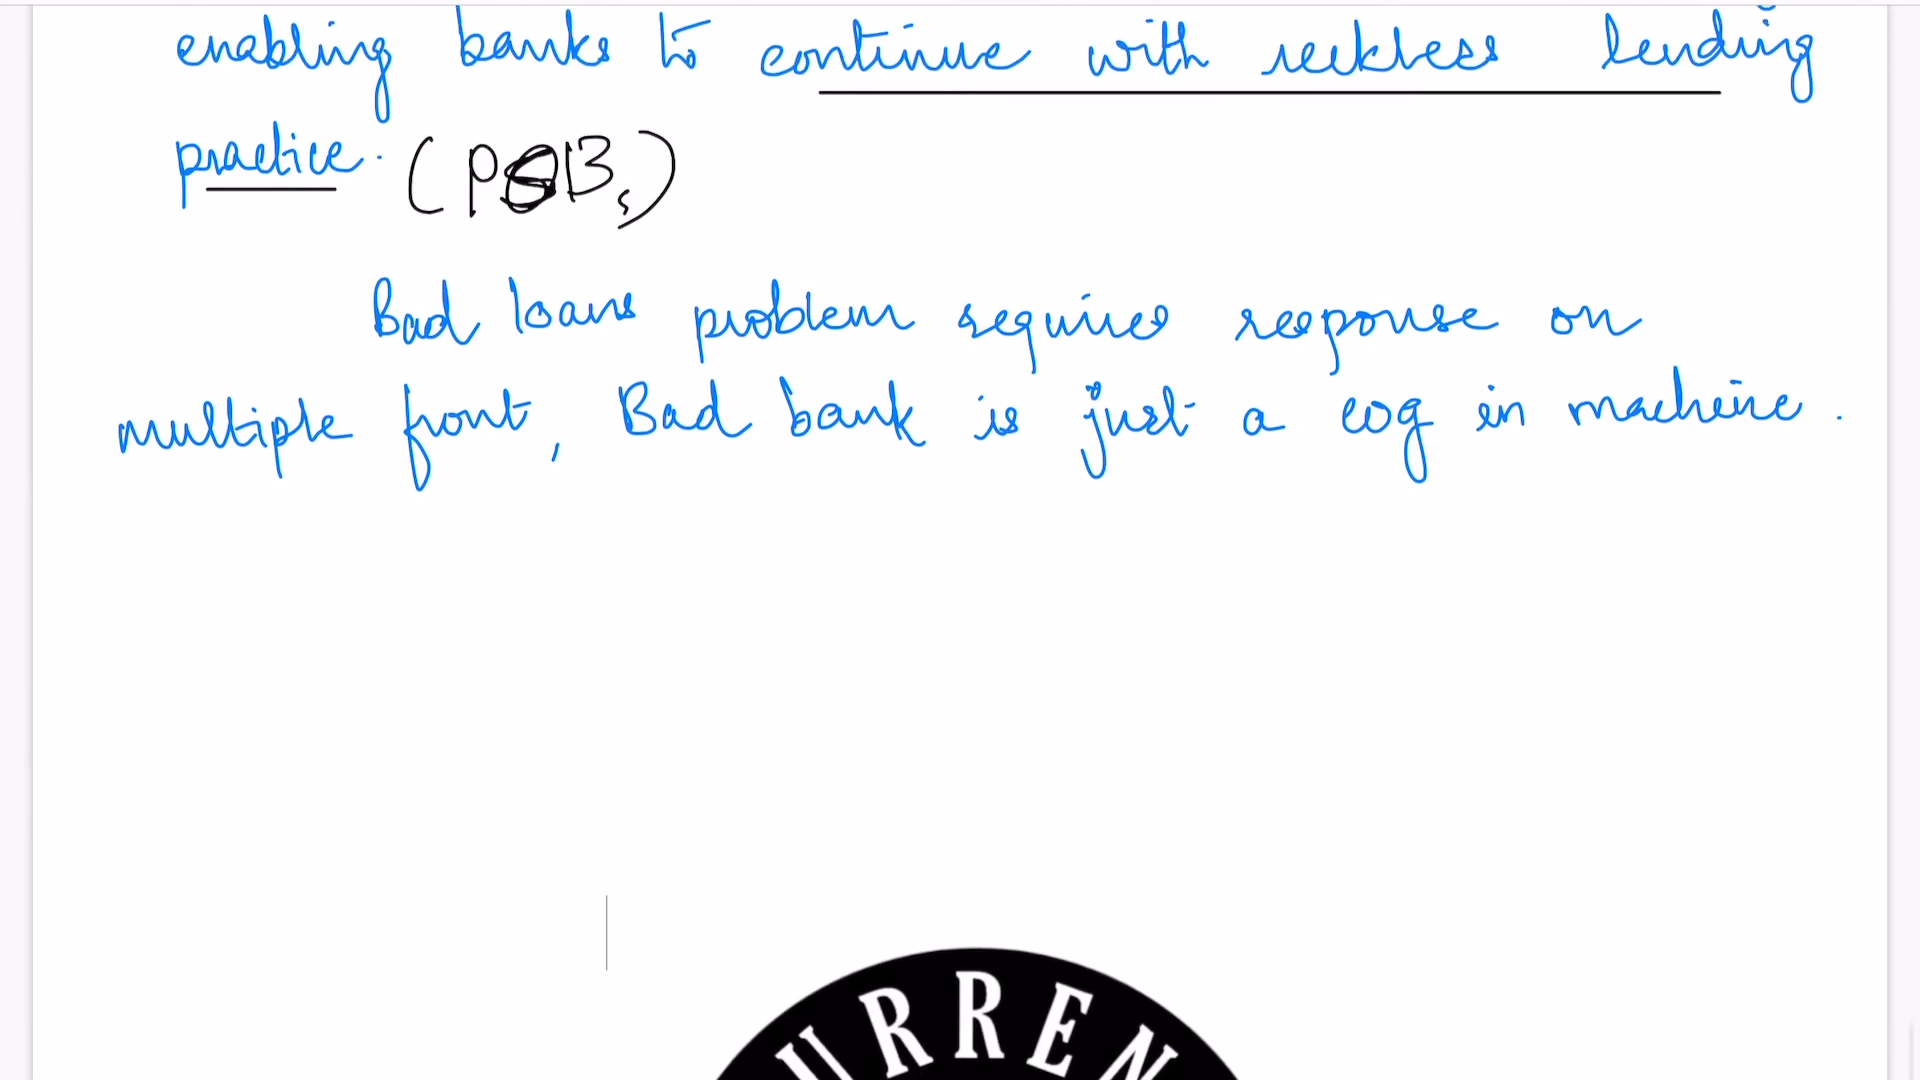 enabling banks to continue with reckless lending
practice. (PSBs)
Bad loans problem requires response on
multiple front, Bad bank is just a cog in machine.
URREN